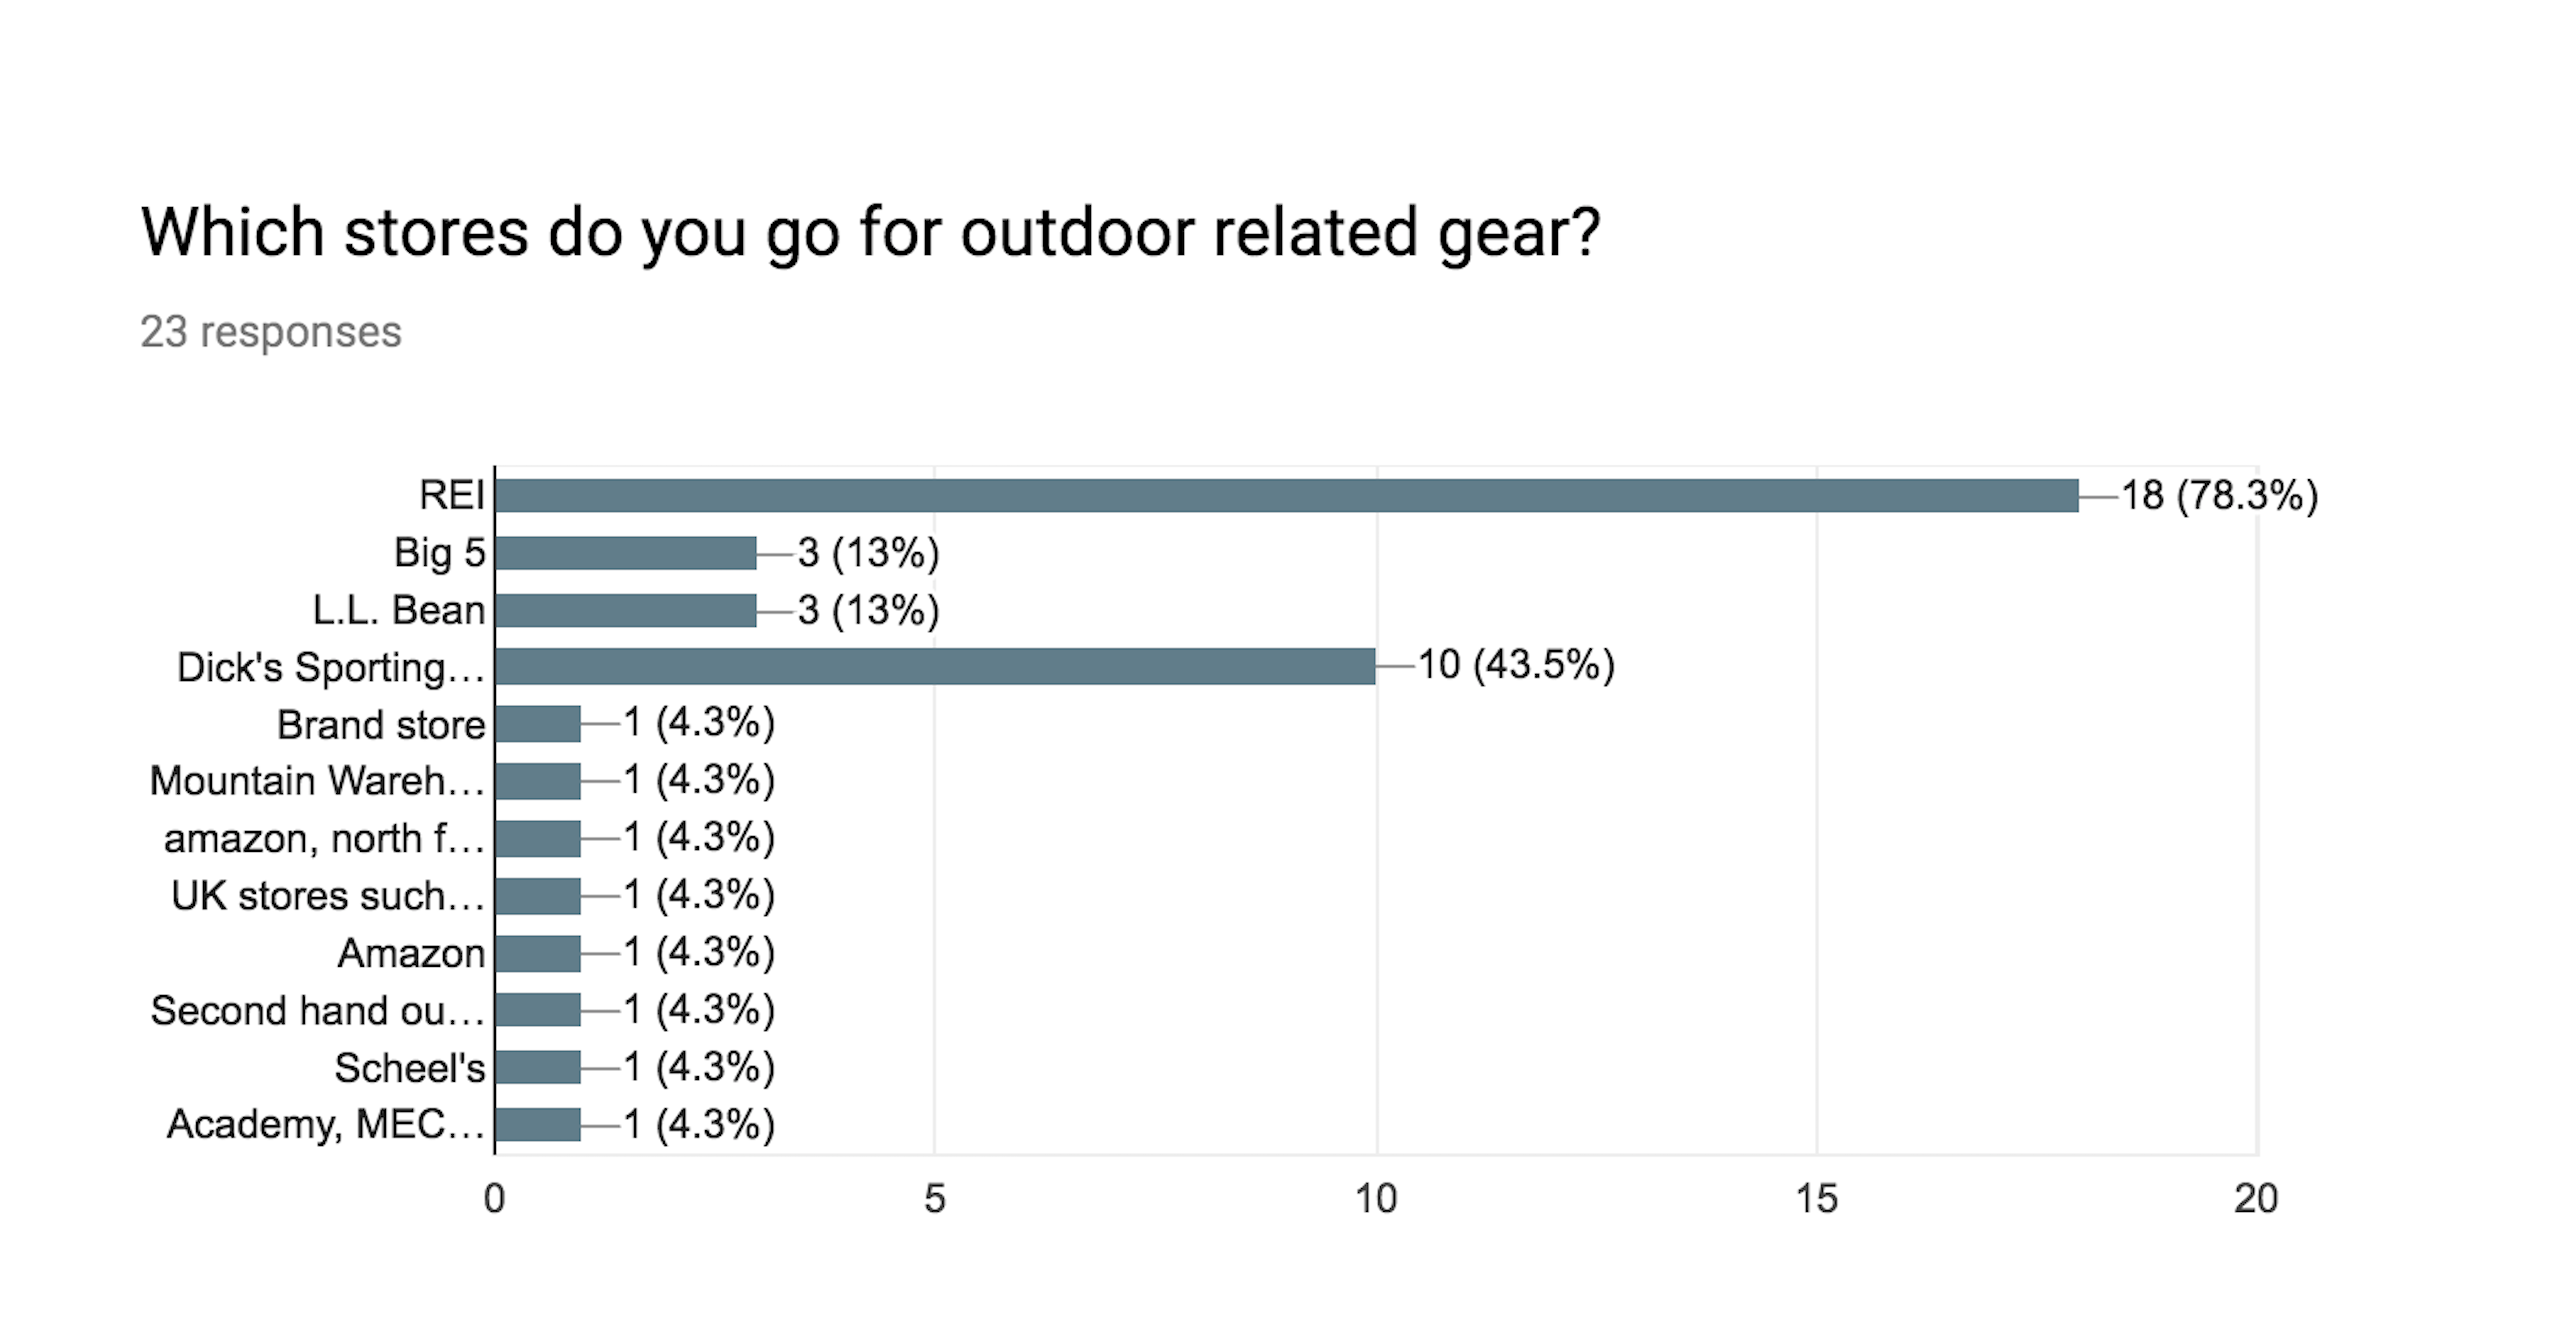 Which stores do you go for outdoor related gear?
23 responses
REI 18 (78.3%)
Big 5 3 (13%)
L.L. Bean 3 (13%)
Dick's Sporting... 10 (43.5%)
Brand store 1 (4.3%)
Mountain Wareh... 1 (4.3%)
amazon, north f... 1 (4.3%)
UK stores such... 1 (4.3%)
Amazon 1 (4.3%)
Second hand ou... 1 (4.3%)
Scheel's 1 (4.3%)
Academy, MEC... 1 (4.3%)
0 5 10 15 20